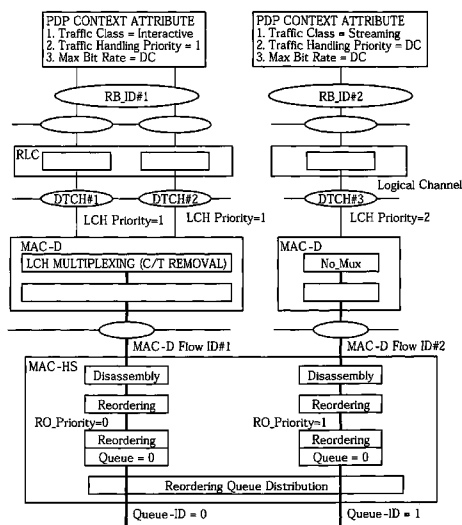 PDP CONTEXT ATTRIBUTE
1. Traffic Class = Interactive
2. Traffic Handling Priority = 1
3. Max Bit Rate = DC
PDP CONTEXT ATTRIBUTE
1. Traffic Class = Streaming
2. Traffic Handling Priority = DC
3. Max Bit Rate = DC
RB_ID#1
RB_ID#2
RLC
Logical Channel
DTCH#1
DTCH#2
DTCH#3
LCH Priority=1
LCH Priority=1
LCH Priority=2
MAC-D
LCH MULTIPLEXING (C/T REMOVAL)
MAC-D
No_Mux
MAC-D Flow ID#1
MAC-D Flow ID#2
MAC-HS
Disassembly
Disassembly
Reordering
Reordering
RO_Priority=0
RO_Priority=1
Reordering
Queue = 0
Reordering
Queue = 0
Reordering Queue Distribution
Queue-ID = 0
Queue-ID = 1